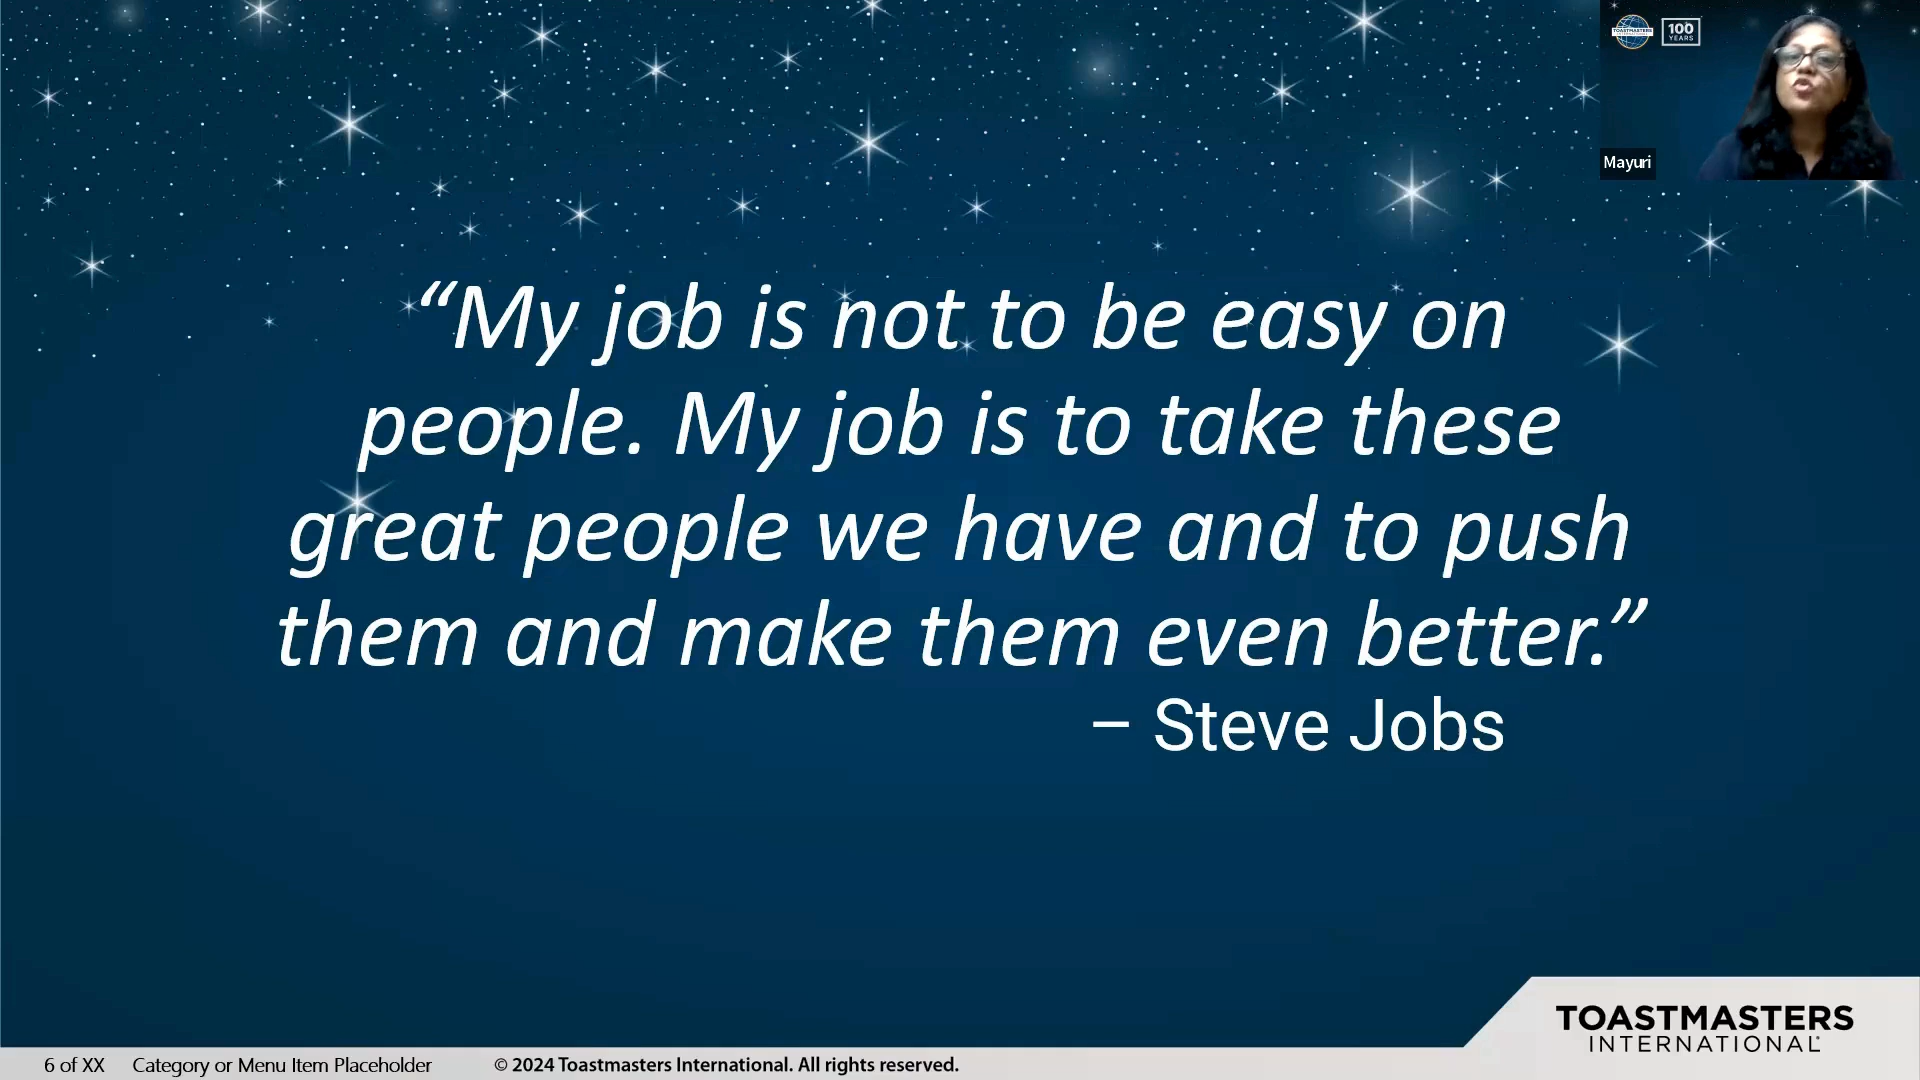 TOASTMASTERS
100
YEARS
Mayuri
“My job is not to be easy on
people. My job is to take these
great people we have and to push
them and make them even better.”
– Steve Jobs
TOASTMASTERS
INTERNATIONAL
6 of XX Category or Menu Item Placeholder © 2024 Toastmasters International. All rights reserved.